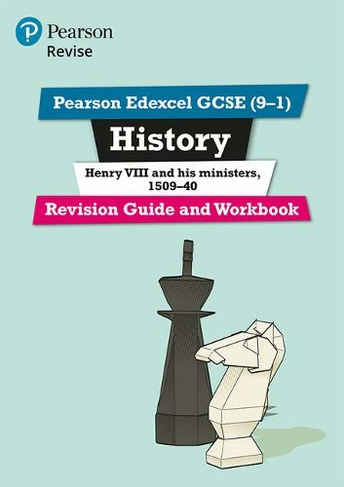 Pearson
Revise
Pearson Edexcel GCSE (9–1)
History
Henry VIII and his ministers,
1509–40
Revision Guide and Workbook